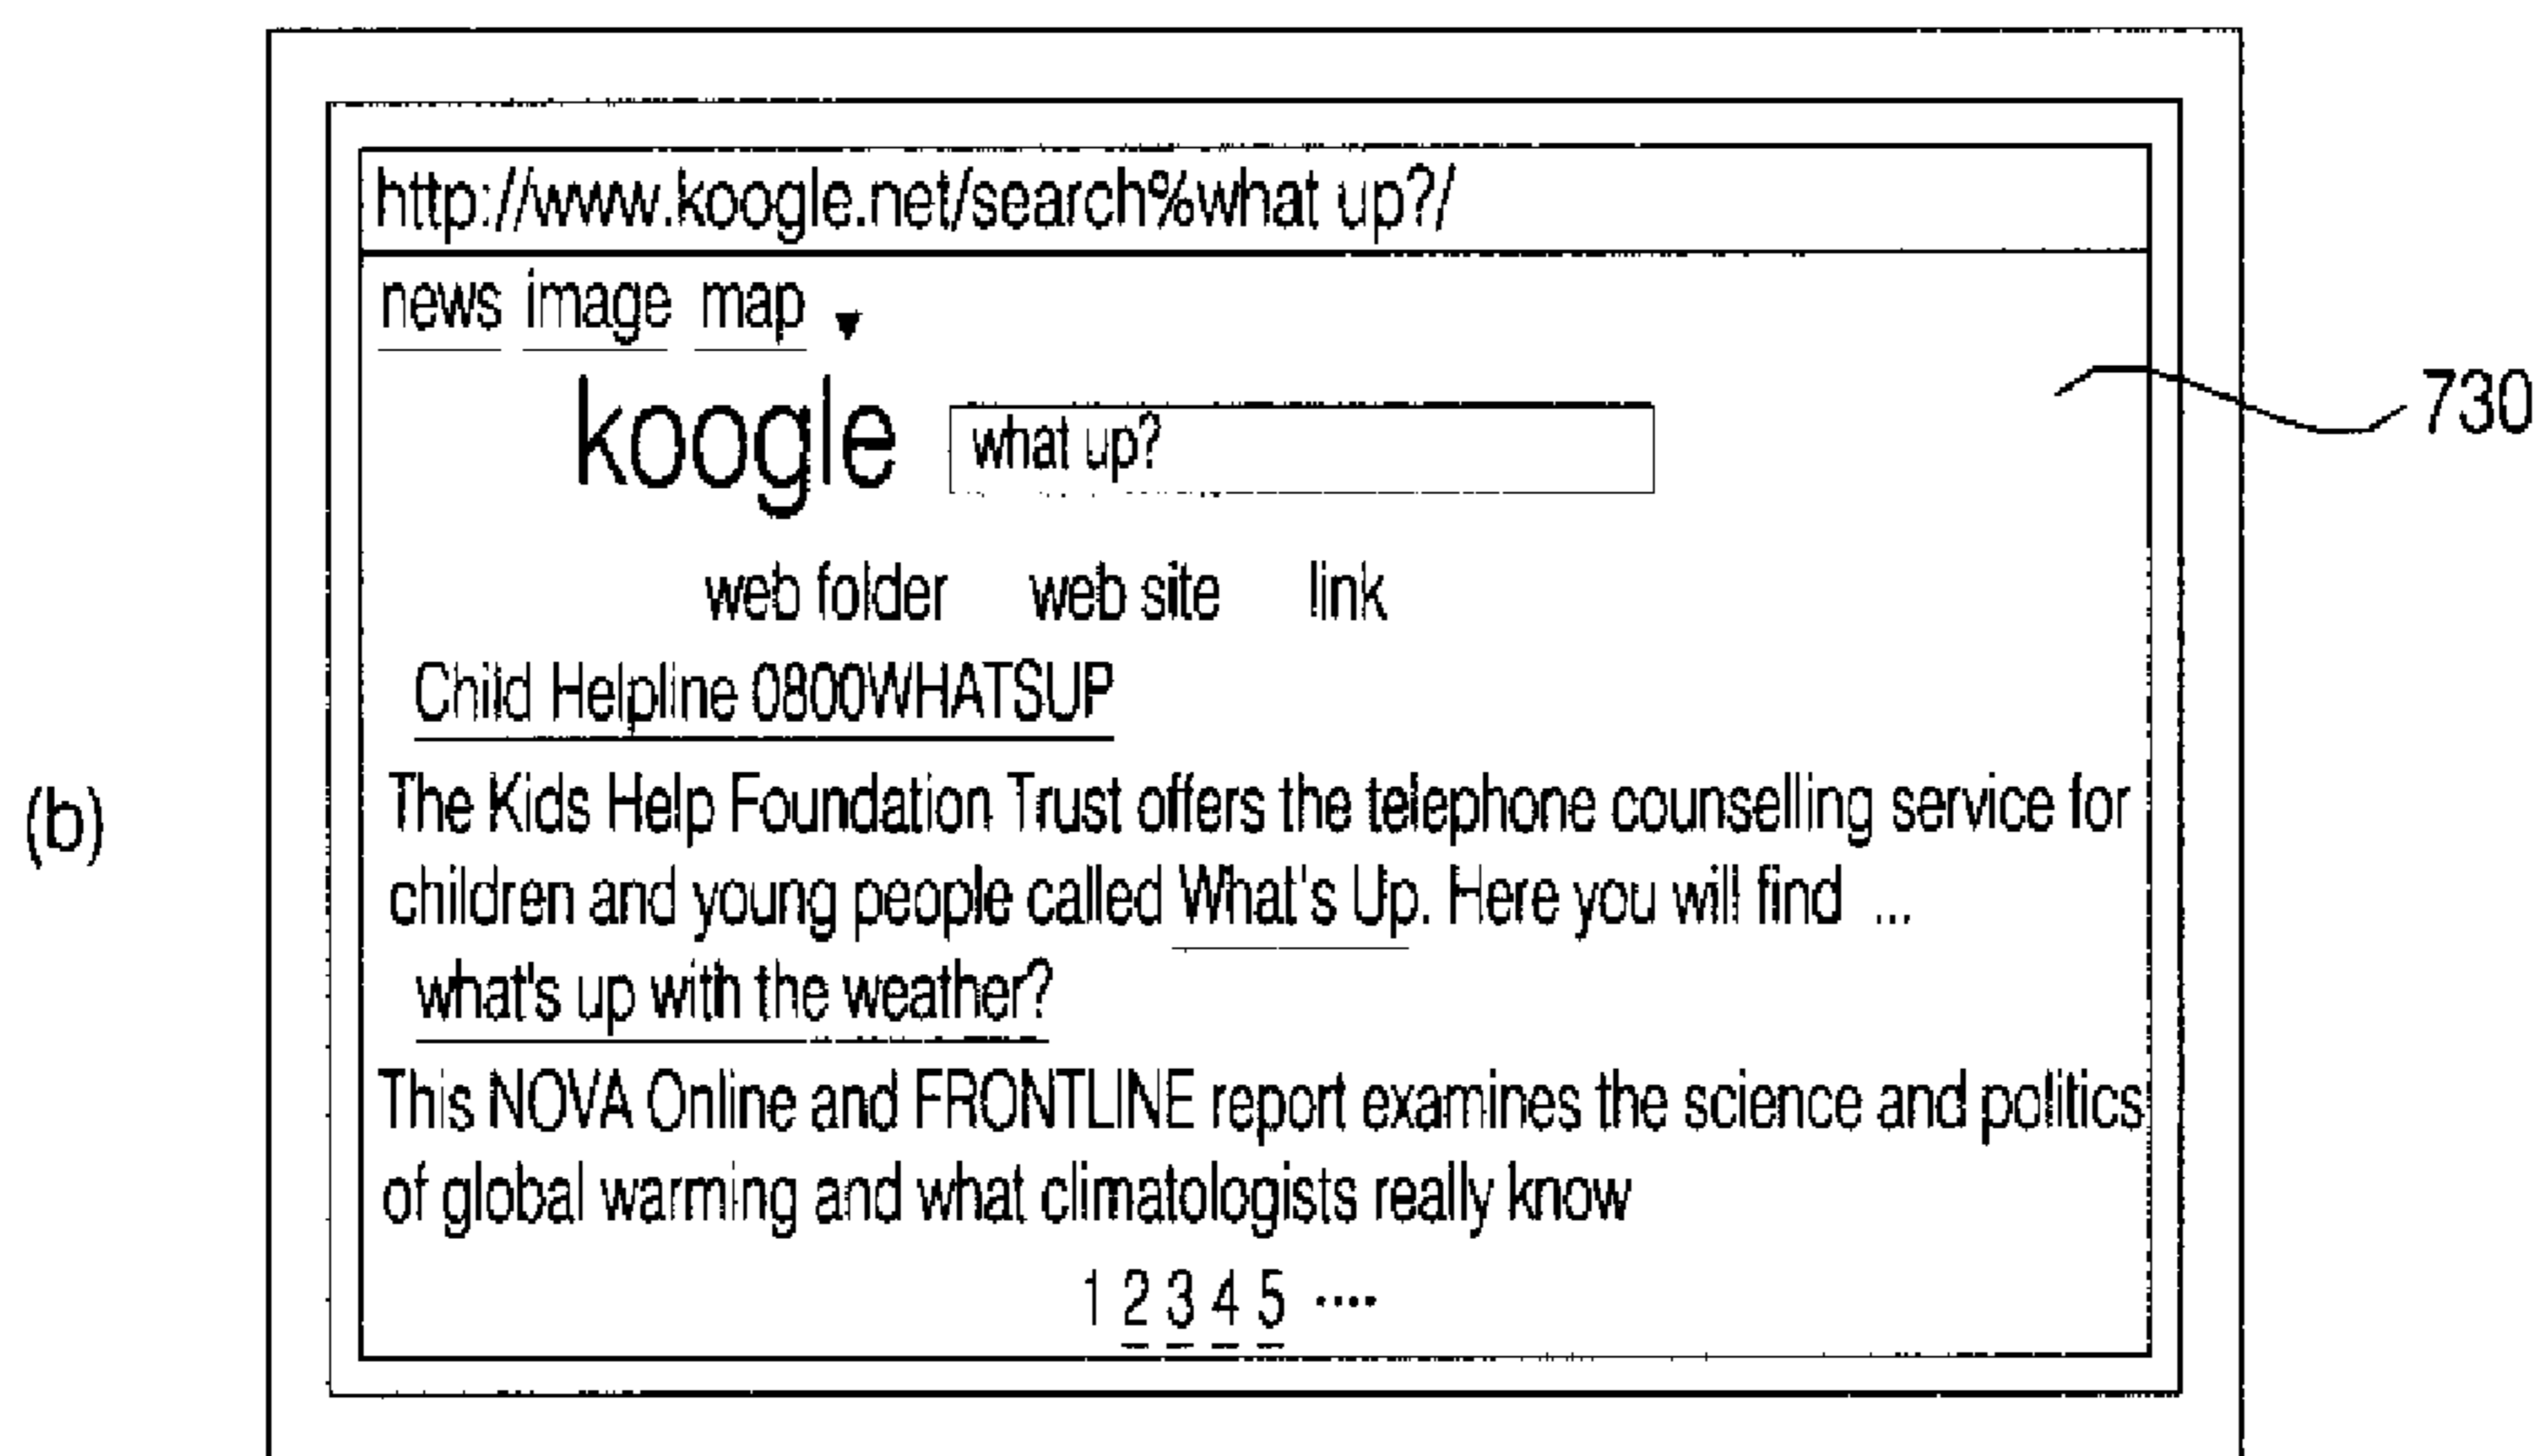 http://www.koogle.net/search%what up?/
news image map ▼
koogle what up?
730
web folder web site link
Child Helpline 0800WHATSUP
(b)
The Kids Help Foundation Trust offers the telephone counselling service for
children and young people called What's Up. Here you will find ...
what's up with the weather?
This NOVA Online and FRONTLINE report examines the science and politics
of global warming and what climatologists really know
1 2 3 4 5 ....